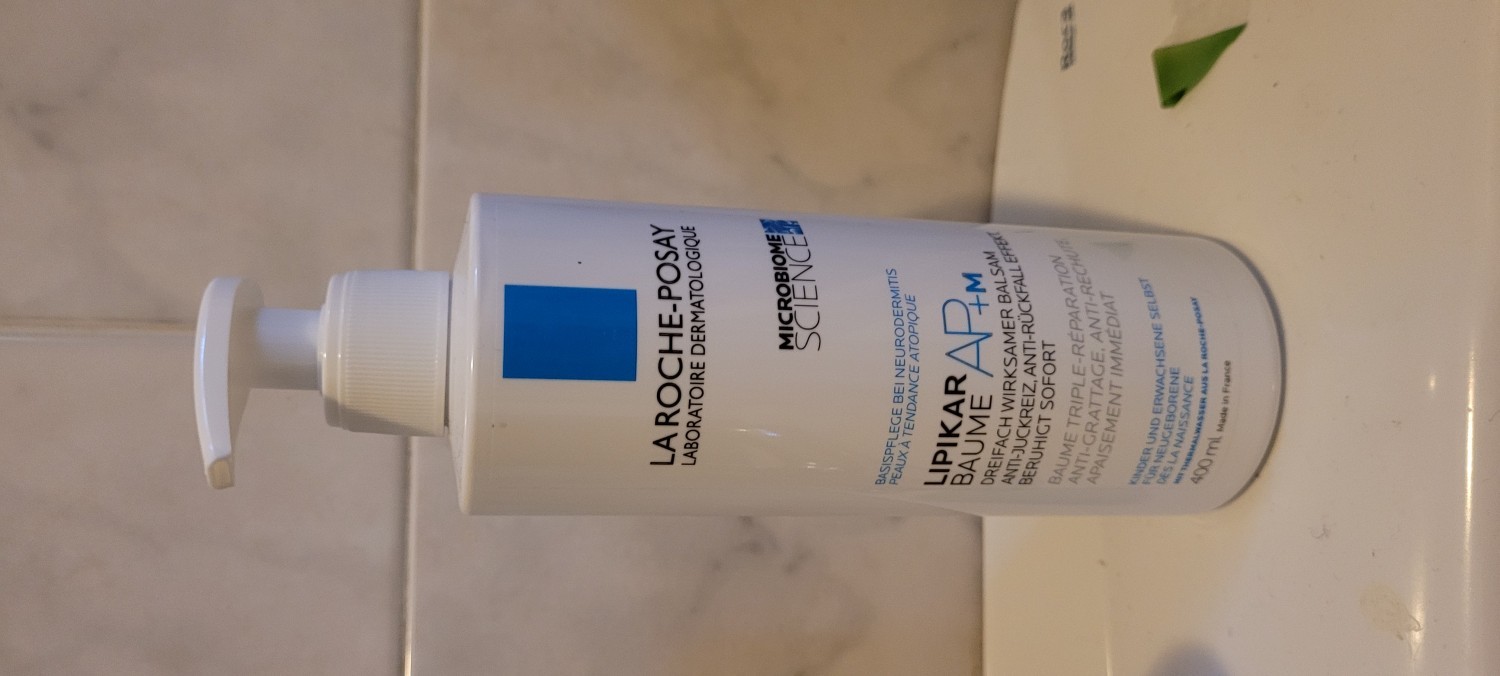 LA ROCHE-POSAY
LABORATOIRE DERMATOLOGIQUE
MICROBIOME
SCIENCE
BASISPFLEGE BEI NEURODERMITIS
PEAUX À TENDANCE ATOPIQUE
LIPIKAR
BAUME AP+M
DREIFACH WIRKSAMER BALSAM
ANTI-JUCKREIZ, ANTI-RÜCKFALL EFFEKT
BERUHIGT SOFORT
BAUME TRIPLE-RÉPARATION
ANTI-GRATTAGE, ANTI-RECHUTE
APAISEMENT IMMÉDIAT
KINDER UND ERWACHSENE SELBST
FÜR NEUGEBORENE
DÈS LA NAISSANCE
MIT THERMALWASSER AUS LA ROCHE-POSAY
400 mL Made in France